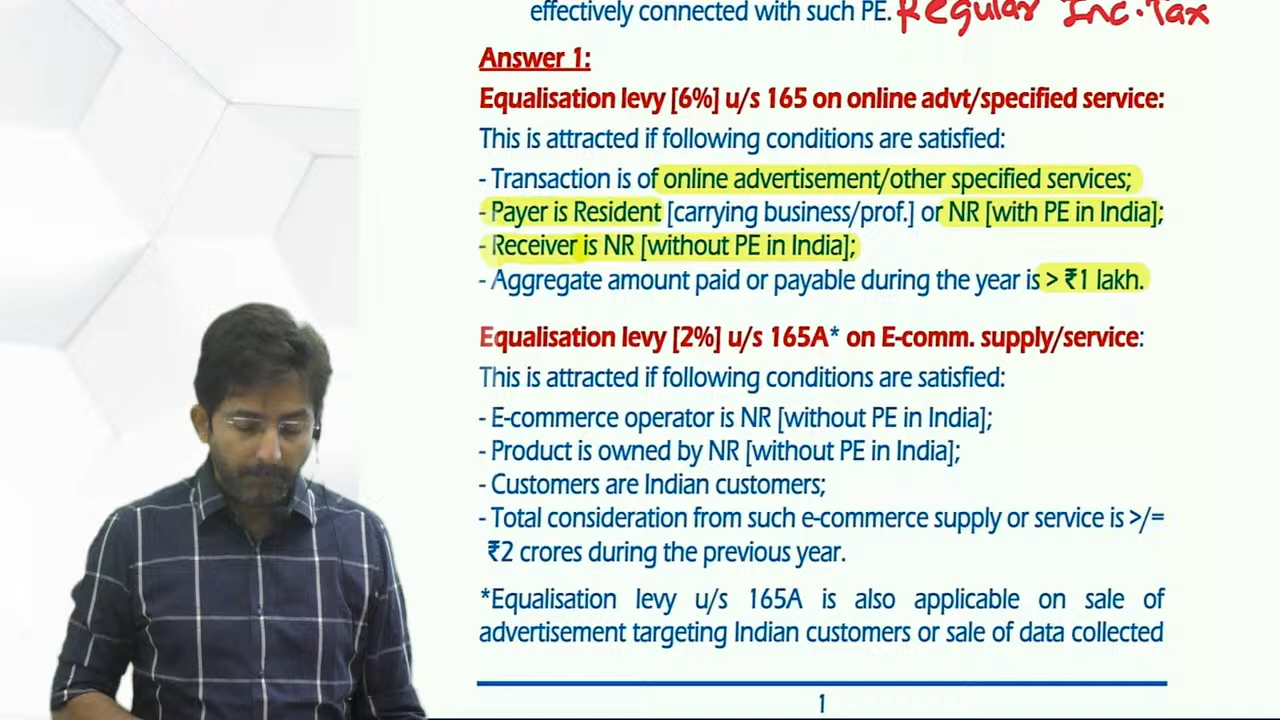 effectively connected with such PE. Regular Inc. Tax
Answer 1:
Equalisation levy [6%] u/s 165 on online advt/specified service:
This is attracted if following conditions are satisfied:
- Transaction is of online advertisement/other specified services;
- Payer is Resident [carrying business/prof.] or NR [with PE in India];
- Receiver is NR [without PE in India];
- Aggregate amount paid or payable during the year is > ₹1 lakh.
Equalisation levy [2%] u/s 165A* on E-comm. supply/service:
This is attracted if following conditions are satisfied:
- E-commerce operator is NR [without PE in India];
- Product is owned by NR [without PE in India];
- Customers are Indian customers;
- Total consideration from such e-commerce supply or service is >/=
₹2 crores during the previous year.
*Equalisation levy u/s 165A is also applicable on sale of
advertisement targeting Indian customers or sale of data collected
1